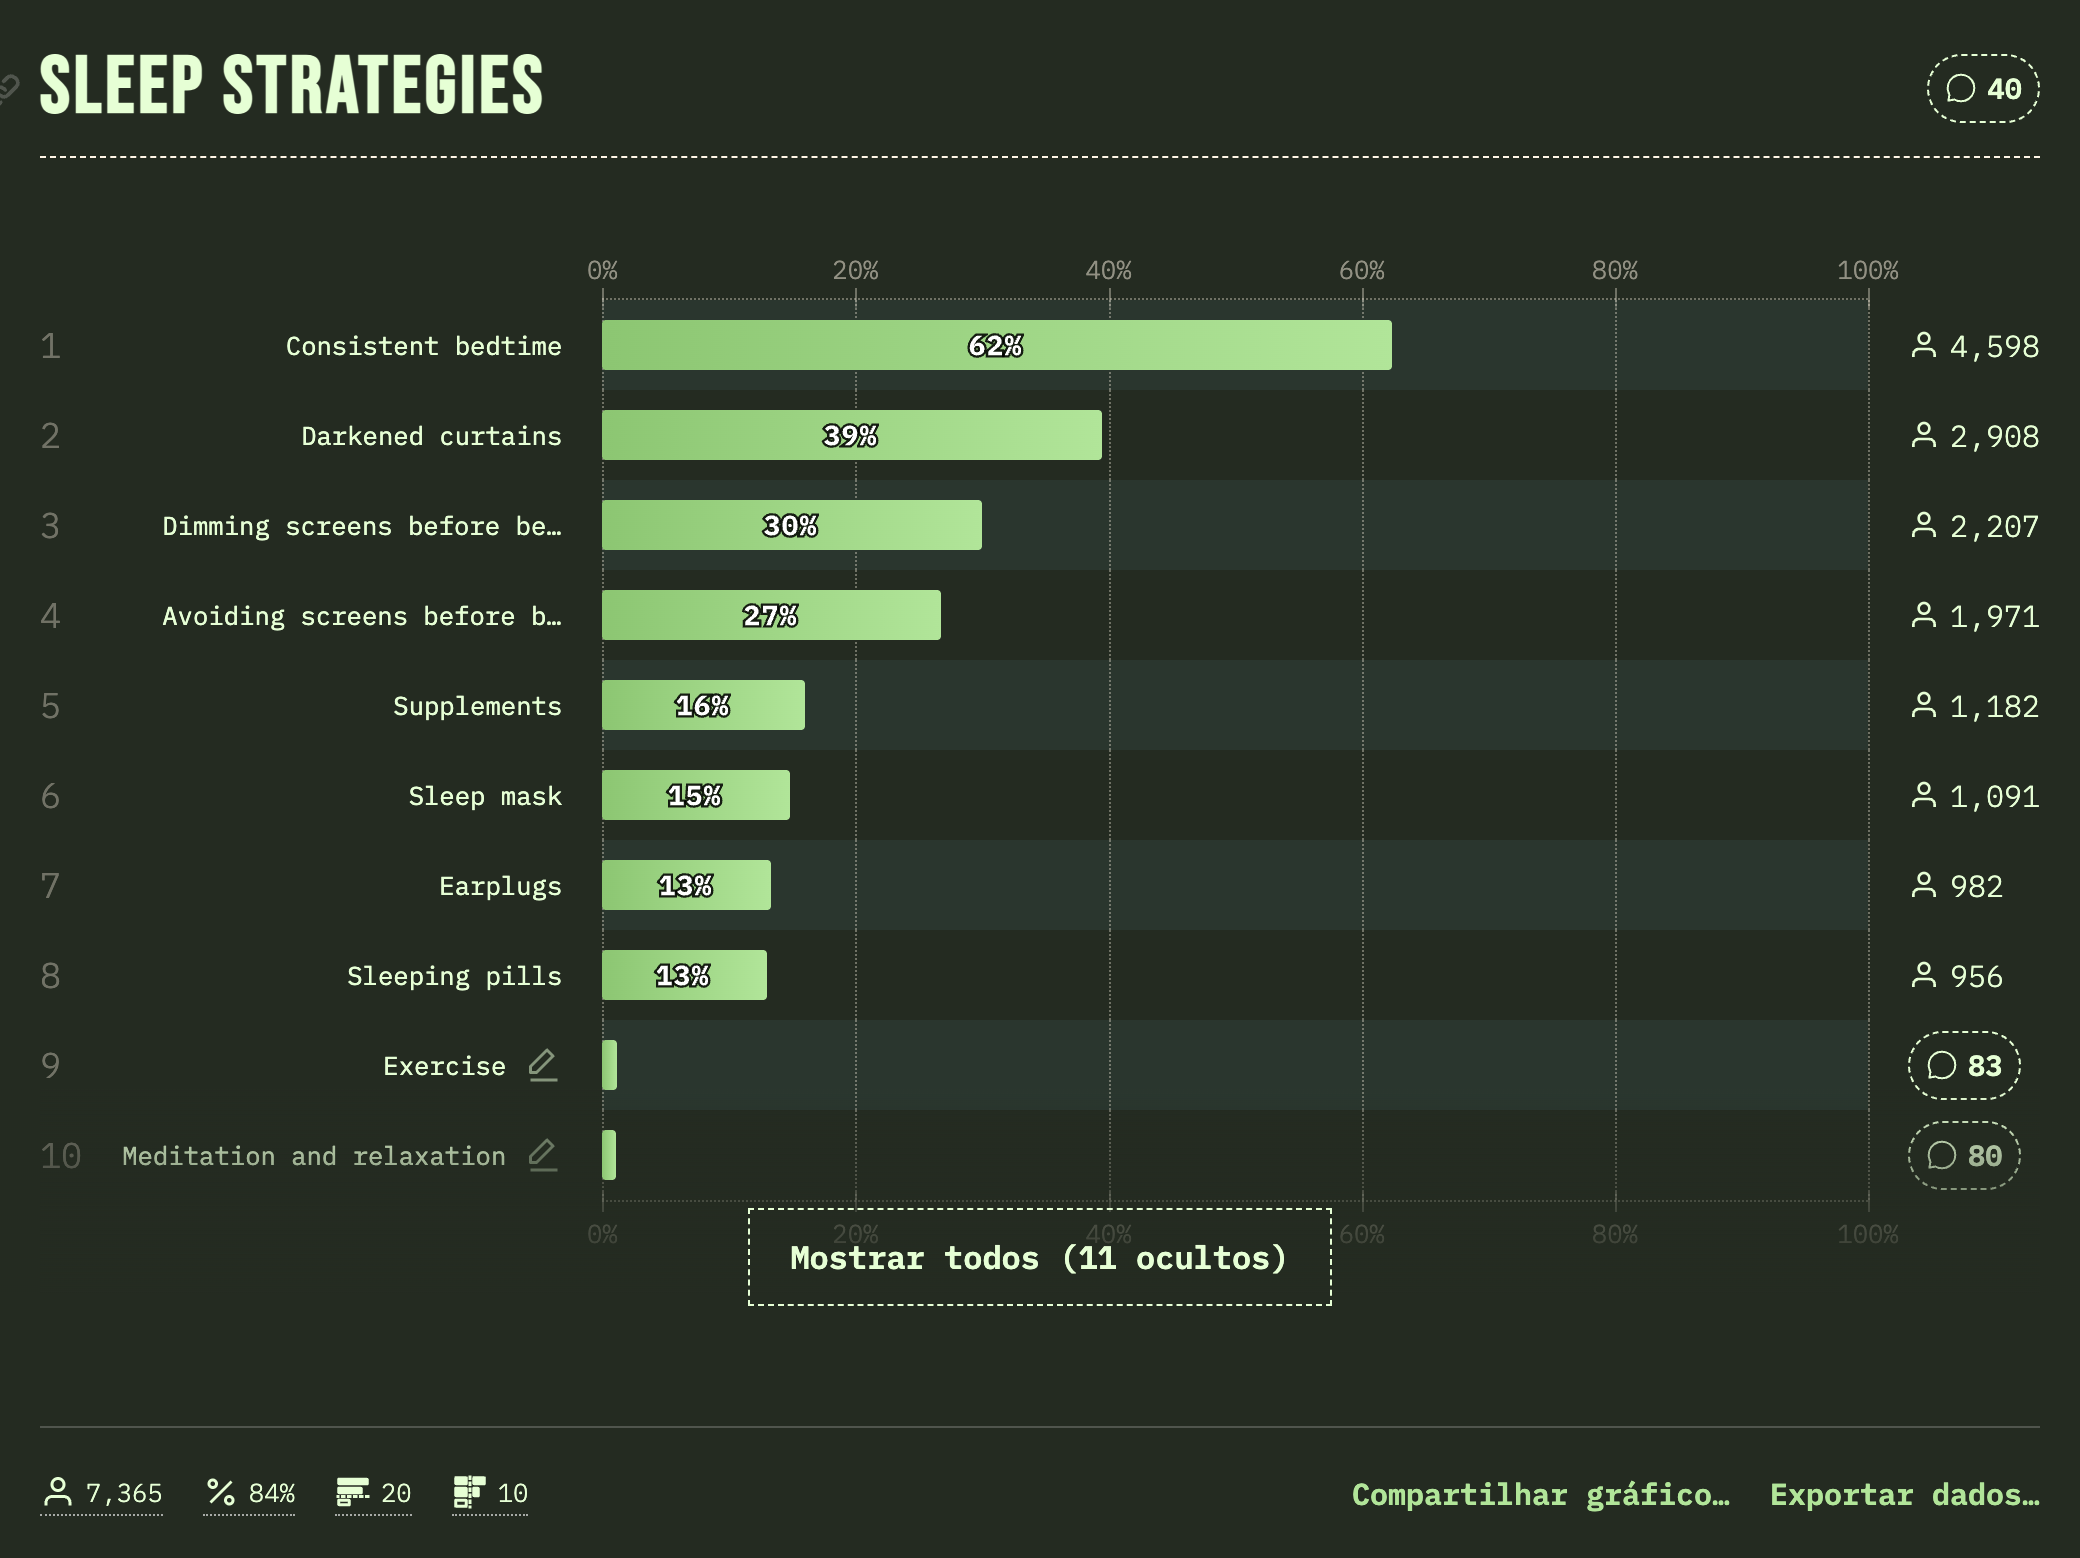 SLEEP STRATEGIES
40
0% 20% 40% 60% 80% 100%
1 Consistent bedtime 62% 4,598
2 Darkened curtains 39% 2,908
3 Dimming screens before be… 30% 2,207
4 Avoiding screens before b… 27% 1,971
5 Supplements 16% 1,182
6 Sleep mask 15% 1,091
7 Earplugs 13% 982
8 Sleeping pills 13% 956
9 Exercise 83
10 Meditation and relaxation 80
0% 20% 40% 60% 80% 100%
Mostrar todos (11 ocultos)
7,365 % 84% 20 10 Compartilhar gráfico… Exportar dados…